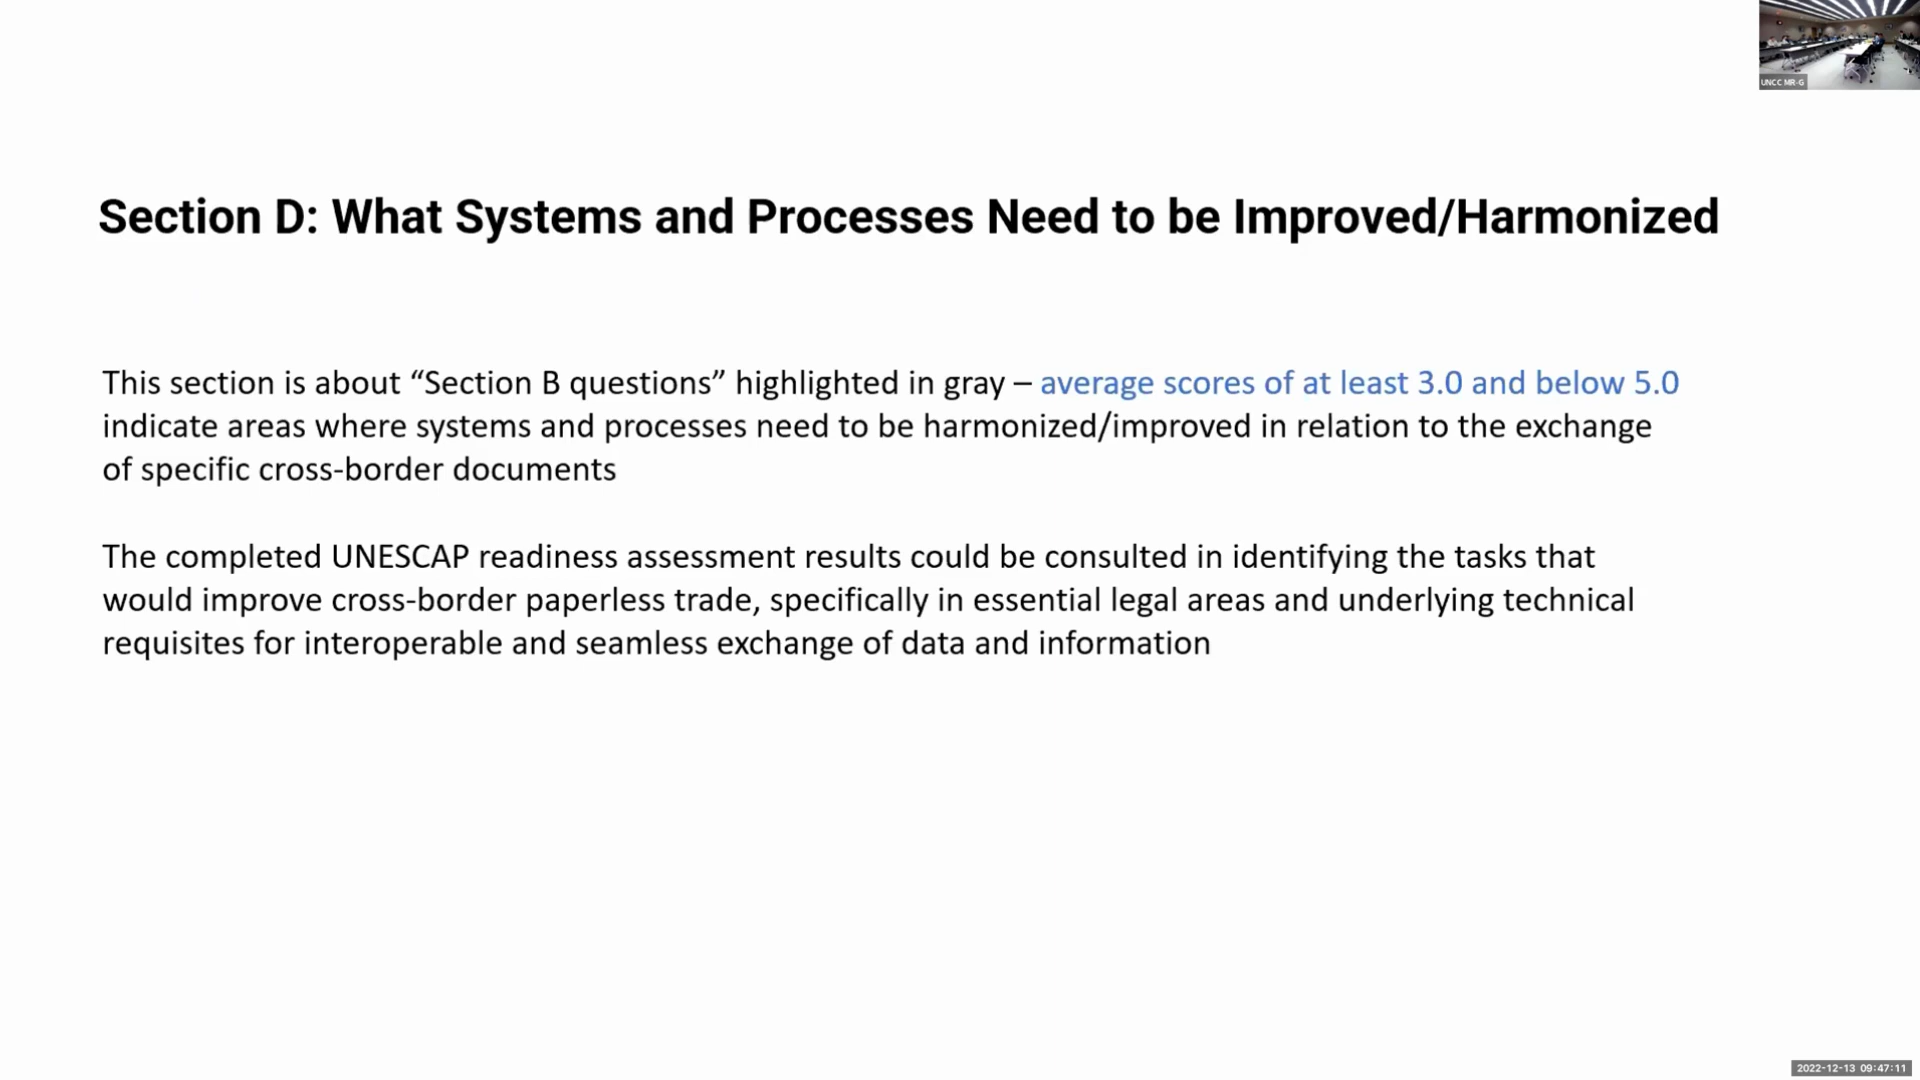 UNCC MR-G
Section D: What Systems and Processes Need to be Improved/Harmonized
This section is about “Section B questions” highlighted in gray – average scores of at least 3.0 and below 5.0
indicate areas where systems and processes need to be harmonized/improved in relation to the exchange
of specific cross-border documents
The completed UNESCAP readiness assessment results could be consulted in identifying the tasks that
would improve cross-border paperless trade, specifically in essential legal areas and underlying technical
requisites for interoperable and seamless exchange of data and information
2022-12-13 09:47:11